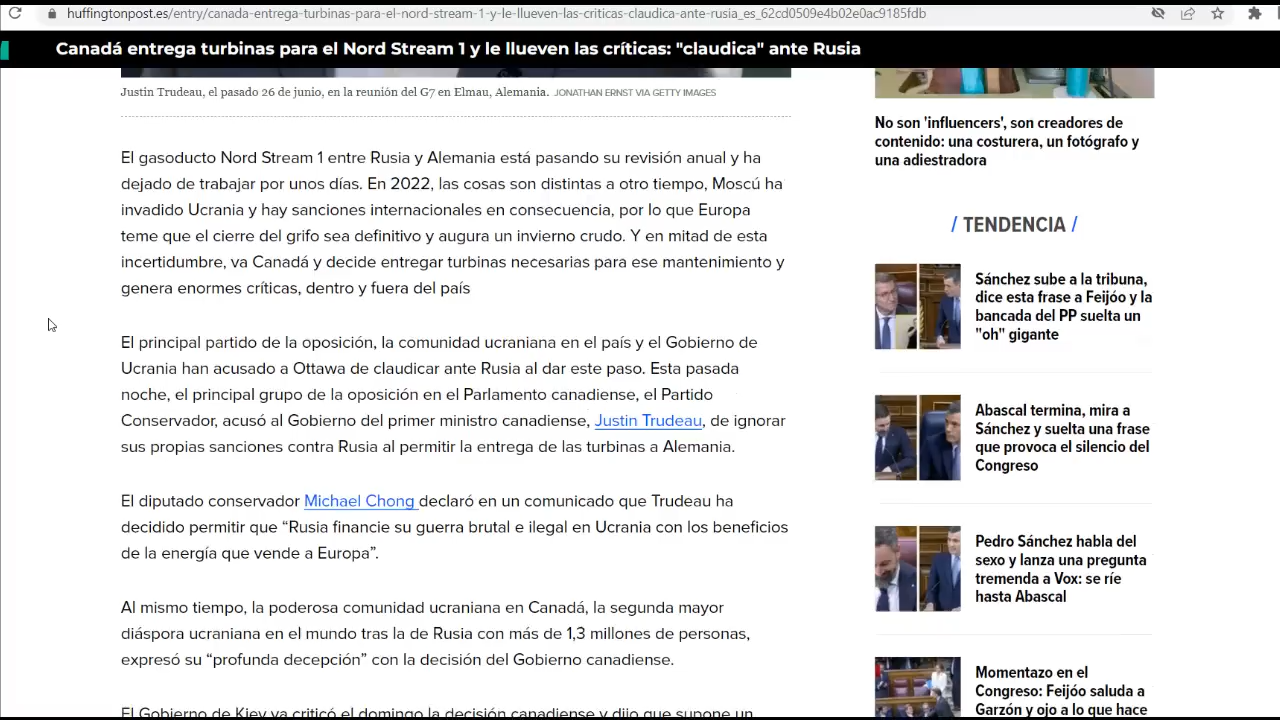 huffingtonpost.es/entry/canada-entrega-turbinas-para-el-nord-stream-1-y-le-llueven-las-criticas-claudica-ante-rusia_es_62cd0509e4b02e0ac9185fdb
Canadá entrega turbinas para el Nord Stream 1 y le llueven las críticas: "claudica" ante Rusia
Justin Trudeau, el pasado 26 de junio, en la reunión del G7 en Elmau, Alemania. JONATHAN ERNST VIA GETTY IMAGES
El gasoducto Nord Stream 1 entre Rusia y Alemania está pasando su revisión anual y ha
dejado de trabajar por unos días. En 2022, las cosas son distintas a otro tiempo, Moscú ha
invadido Ucrania y hay sanciones internacionales en consecuencia, por lo que Europa
teme que el cierre del grifo sea definitivo y augura un invierno crudo. Y en mitad de esta
incertidumbre, va Canadá y decide entregar turbinas necesarias para ese mantenimiento y
genera enormes críticas, dentro y fuera del país
El principal partido de la oposición, la comunidad ucraniana en el país y el Gobierno de
Ucrania han acusado a Ottawa de claudicar ante Rusia al dar este paso. Esta pasada
noche, el principal grupo de la oposición en el Parlamento canadiense, el Partido
Conservador, acusó al Gobierno del primer ministro canadiense, Justin Trudeau, de ignorar
sus propias sanciones contra Rusia al permitir la entrega de las turbinas a Alemania.
El diputado conservador Michael Chong declaró en un comunicado que Trudeau ha
decidido permitir que “Rusia financie su guerra brutal e ilegal en Ucrania con los beneficios
de la energía que vende a Europa”.
Al mismo tiempo, la poderosa comunidad ucraniana en Canadá, la segunda mayor
diáspora ucraniana en el mundo tras la de Rusia con más de 1,3 millones de personas,
expresó su “profunda decepción” con la decisión del Gobierno canadiense.
El Gobierno de Kiev ya criticó el domingo la decisión canadiense y dijo que supone un
No son 'influencers', son creadores de
contenido: una costurera, un fotógrafo y
una adiestradora
/ TENDENCIA /
Sánchez sube a la tribuna,
dice esta frase a Feijóo y la
bancada del PP suelta un
"oh" gigante
Abascal termina, mira a
Sánchez y suelta una frase
que provoca el silencio del
Congreso
Pedro Sánchez habla del
sexo y lanza una pregunta
tremenda a Vox: se ríe
hasta Abascal
Momentazo en el
Congreso: Feijóo saluda a
Garzón y ojo a lo que hace